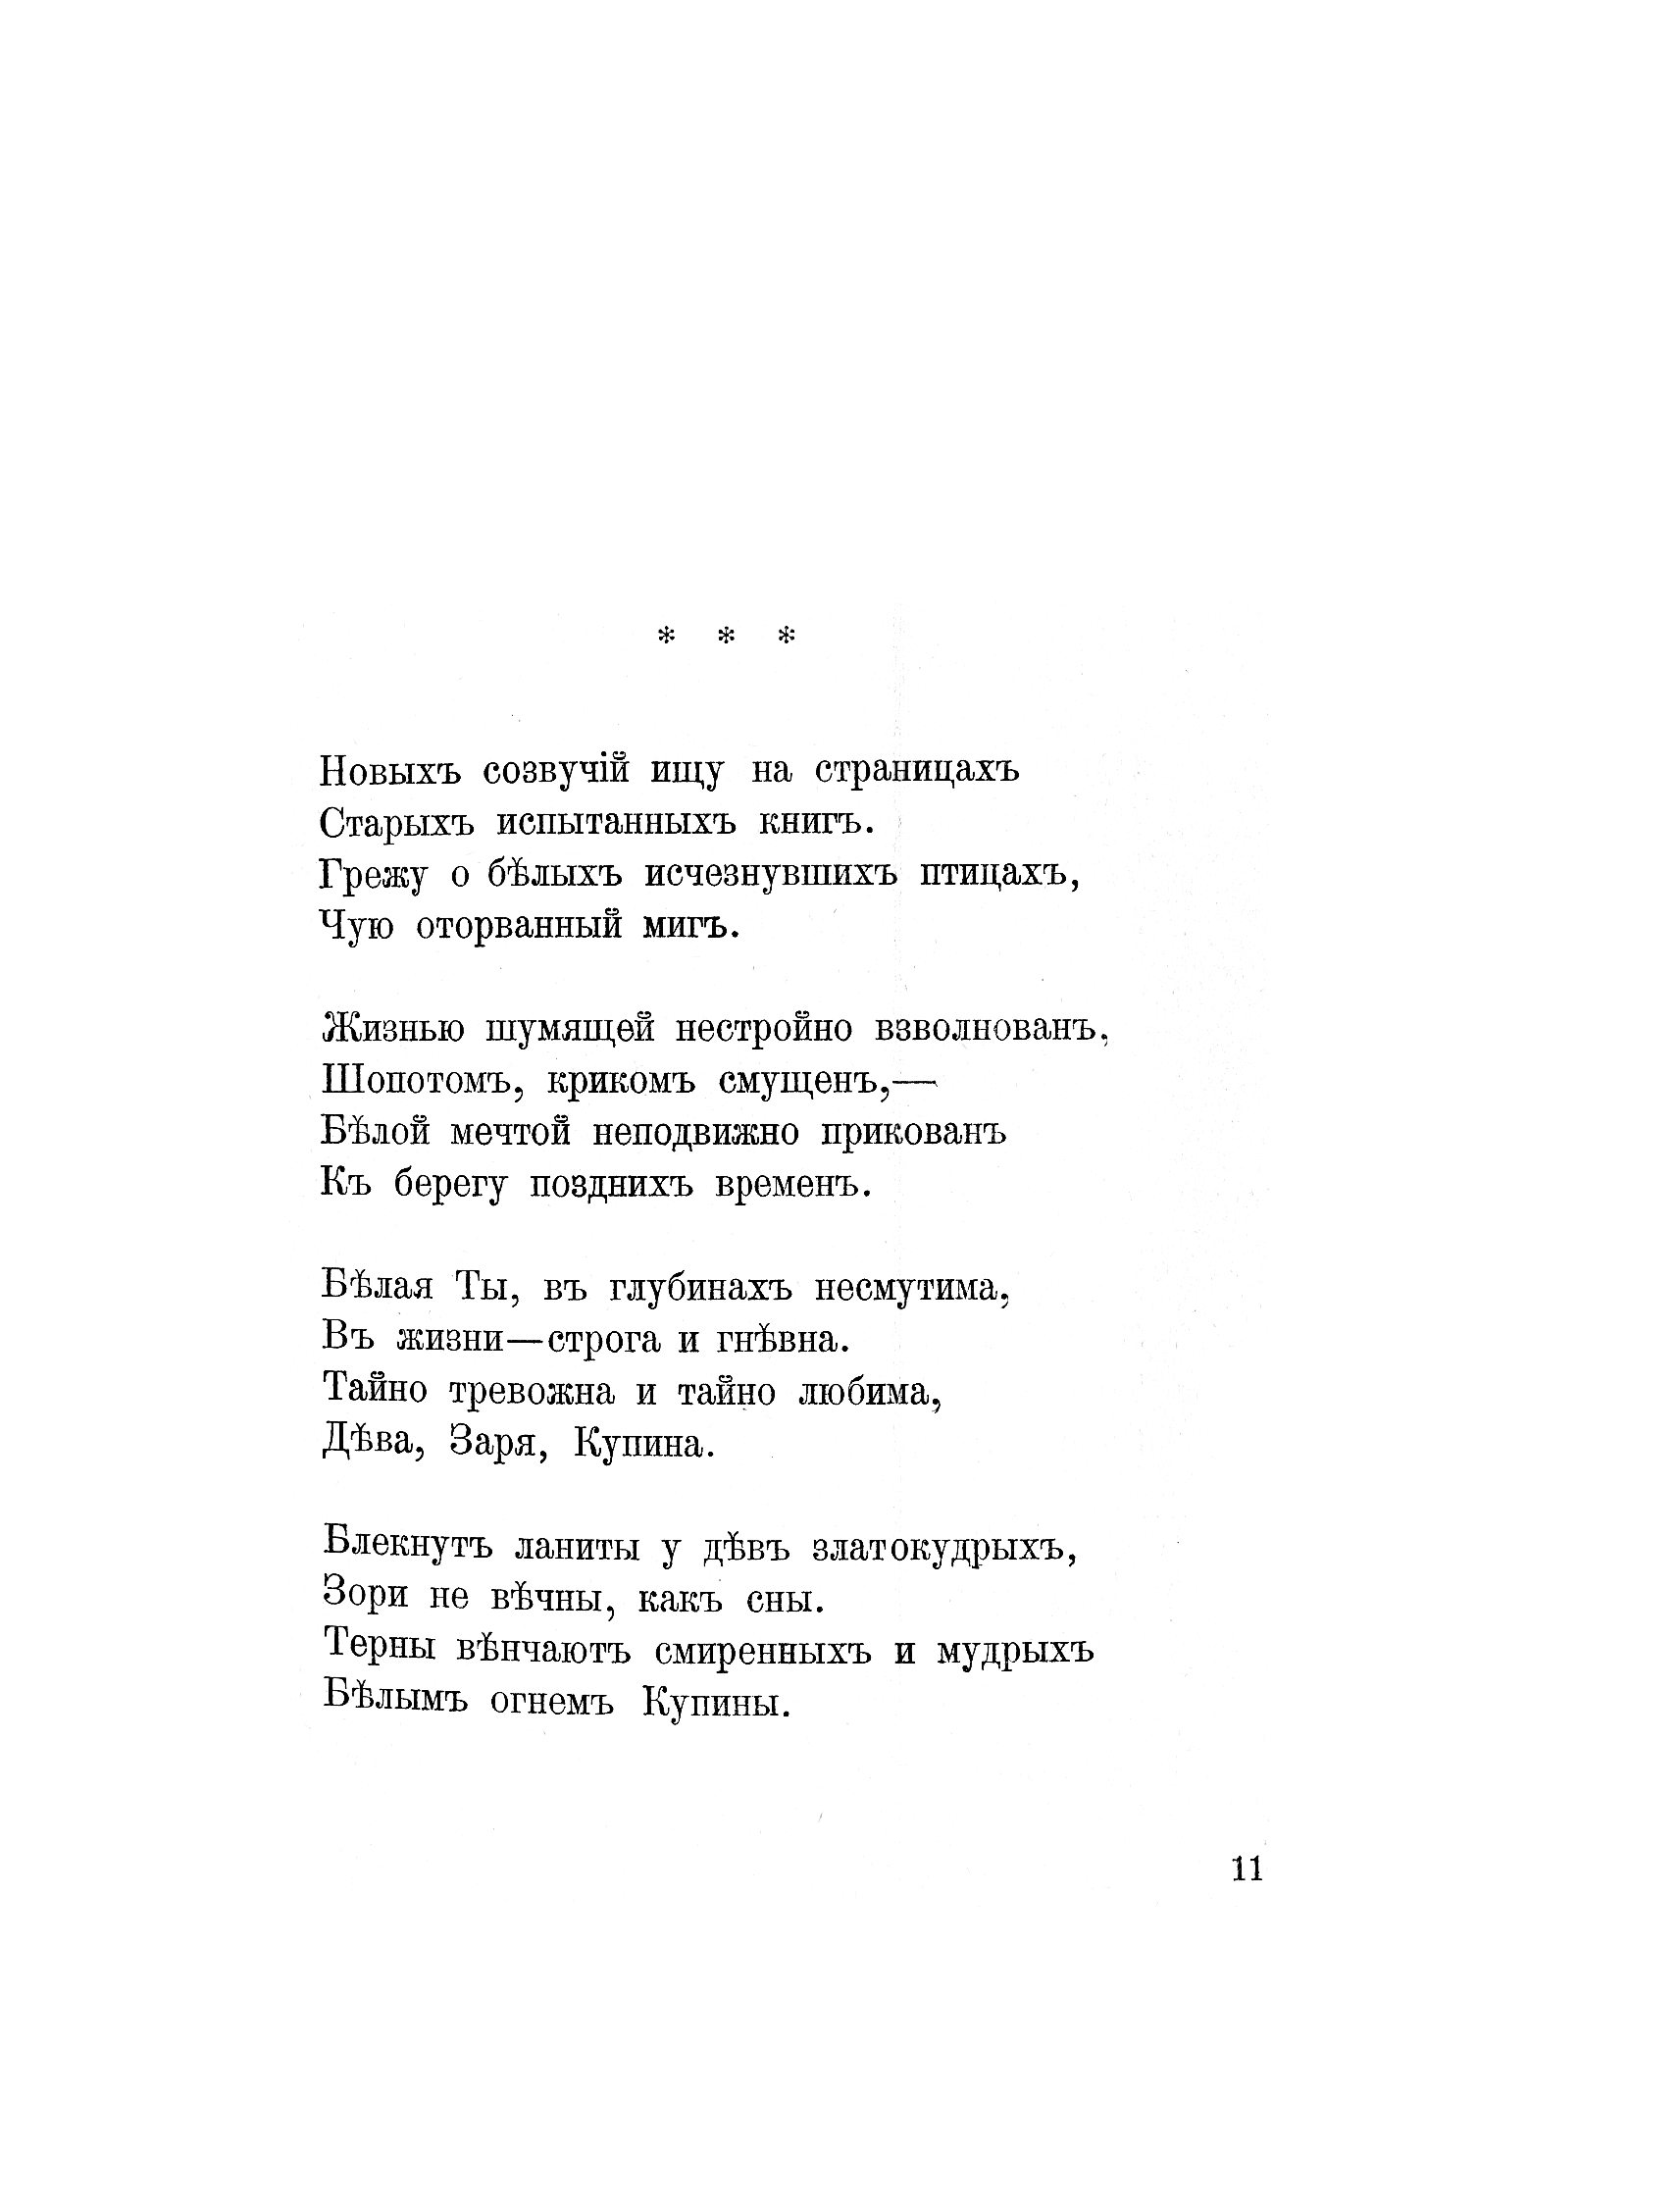 * * *
Новыхъ созвучій ищу на страницахъ
Старыхъ испытанныхъ книгъ.
Грежу о бѣлыхъ исчезнувшихъ птицахъ,
Чую оторванный мигъ.
Жизнью шумящей нестройно взволнованъ,
Шопотомъ, крикомъ смущенъ,—
Бѣлой мечтой неподвижно прикованъ
Къ берегу позднихъ временъ.
Бѣлая Ты, въ глубинахъ несмутима,
Въ жизни—строга и гнѣвна.
Тайно тревожна и тайно любима,
Дѣва, Заря, Купина.
Блекнутъ ланиты у дѣвъ златокудрыхъ,
Зори не вѣчны, какъ сны.
Терны вѣнчаютъ смиренныхъ и мудрыхъ
Бѣлымъ огнемъ Купины.
11